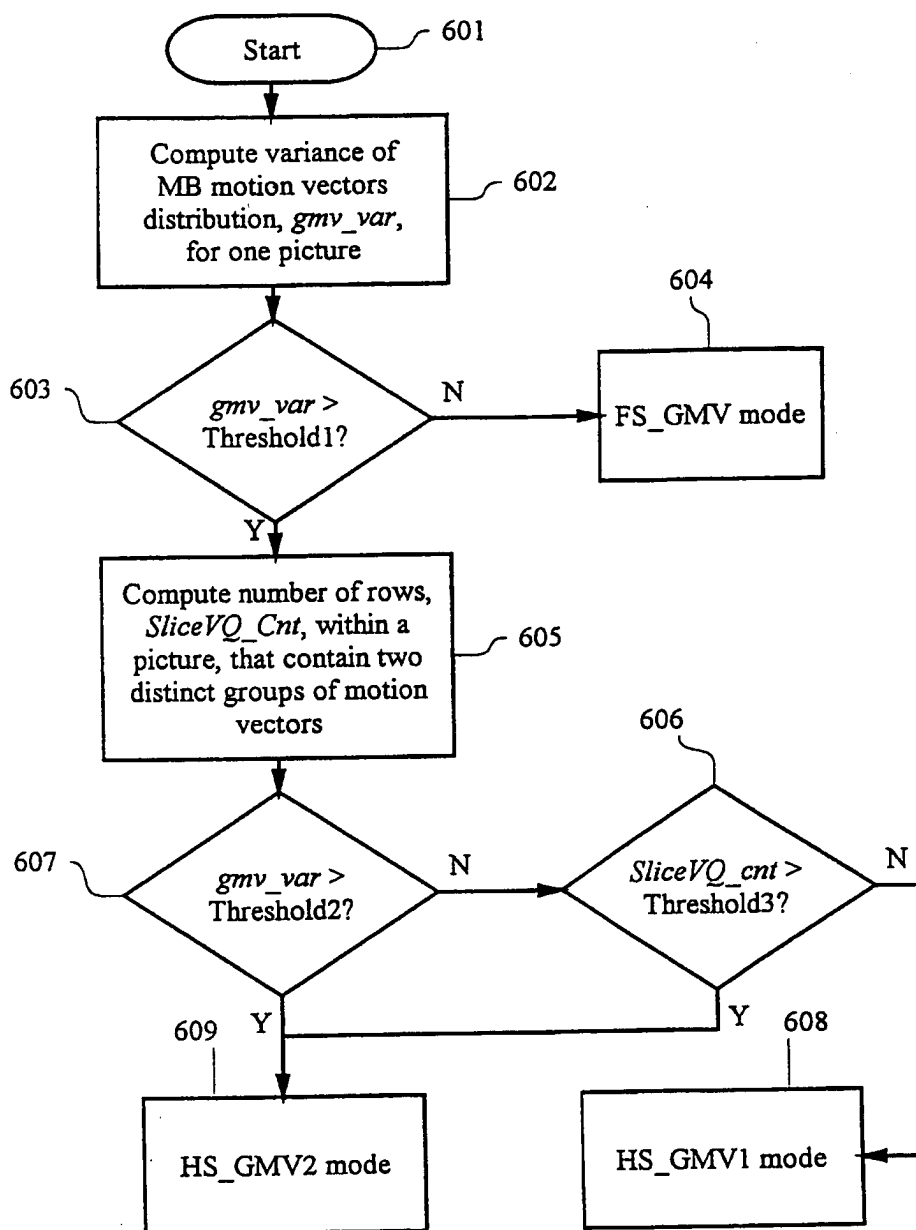 Start
601
Compute variance of
MB motion vectors
distribution, gmv_var,
for one picture
602
603
gmv_var >
Threshold1?
N
Y
604
FS_GMV mode
Compute number of rows,
SliceVQ_Cnt, within a
picture, that contain two
distinct groups of motion
vectors
605
606
607
gmv_var >
Threshold2?
N
Y
SliceVQ_cnt >
Threshold3?
N
Y
609
HS_GMV2 mode
608
HS_GMV1 mode